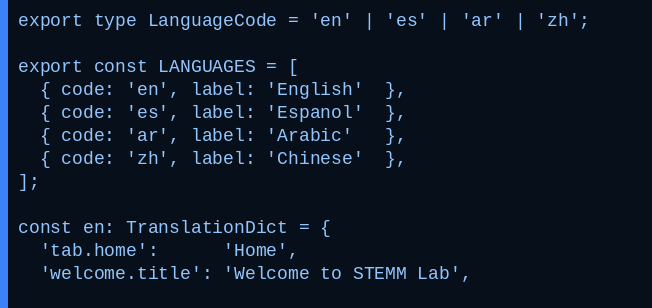 export type LanguageCode = 'en' | 'es' | 'ar' | 'zh';

export const LANGUAGES = [
  { code: 'en', label: 'English'  },
  { code: 'es', label: 'Espanol'  },
  { code: 'ar', label: 'Arabic'   },
  { code: 'zh', label: 'Chinese'  },
];

const en: TranslationDict = {
  'tab.home':      'Home',
  'welcome.title': 'Welcome to STEMM Lab',